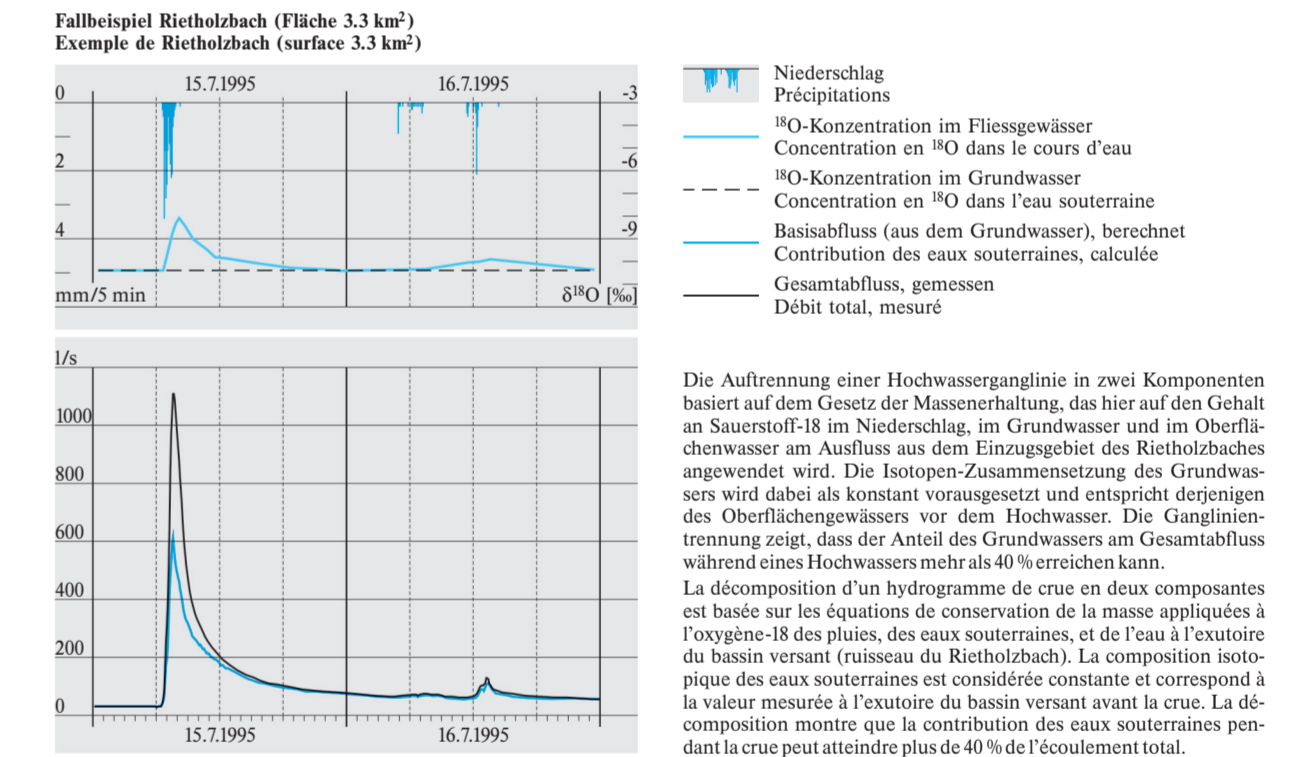 Fallbeispiel Rietholzbach (Fläche 3.3 km²)
Exemple de Rietholzbach (surface 3.3 km²)
15.7.1995
16.7.1995
0
-3
2
-6
4
-9
mm/5 min
δ¹⁸O [‰]
l/s
1000
800
600
400
200
0
15.7.1995
16.7.1995
Niederschlag
Précipitations
¹⁸O-Konzentration im Fliessgewässer
Concentration en ¹⁸O dans le cours d’eau
¹⁸O-Konzentration im Grundwasser
Concentration en ¹⁸O dans l’eau souterraine
Basisabfluss (aus dem Grundwasser), berechnet
Contribution des eaux souterraines, calculée
Gesamtabfluss, gemessen
Débit total, mesuré
Die Auftrennung einer Hochwasserganglinie in zwei Komponenten
basiert auf dem Gesetz der Massenerhaltung, das hier auf den Gehalt
an Sauerstoff-18 im Niederschlag, im Grundwasser und im Oberflä-
chenwasser am Ausfluss aus dem Einzugsgebiet des Rietholzbaches
angewendet wird. Die Isotopen-Zusammensetzung des Grundwas-
sers wird dabei als konstant vorausgesetzt und entspricht derjenigen
des Oberflächengewässers vor dem Hochwasser. Die Ganglinien-
trennung zeigt, dass der Anteil des Grundwassers am Gesamtabfluss
während eines Hochwassers mehr als 40 % erreichen kann.
La décomposition d’un hydrogramme de crue en deux composantes
est basée sur les équations de conservation de la masse appliquées à
l’oxygène-18 des pluies, des eaux souterraines, et de l’eau à l’exutoire
du bassin versant (ruisseau du Rietholzbach). La composition isoto-
pique des eaux souterraines est considérée constante et correspond à
la valeur mesurée à l’exutoire du bassin versant avant la crue. La dé-
composition montre que la contribution des eaux souterraines pen-
dant la crue peut atteindre plus de 40 % de l’écoulement total.